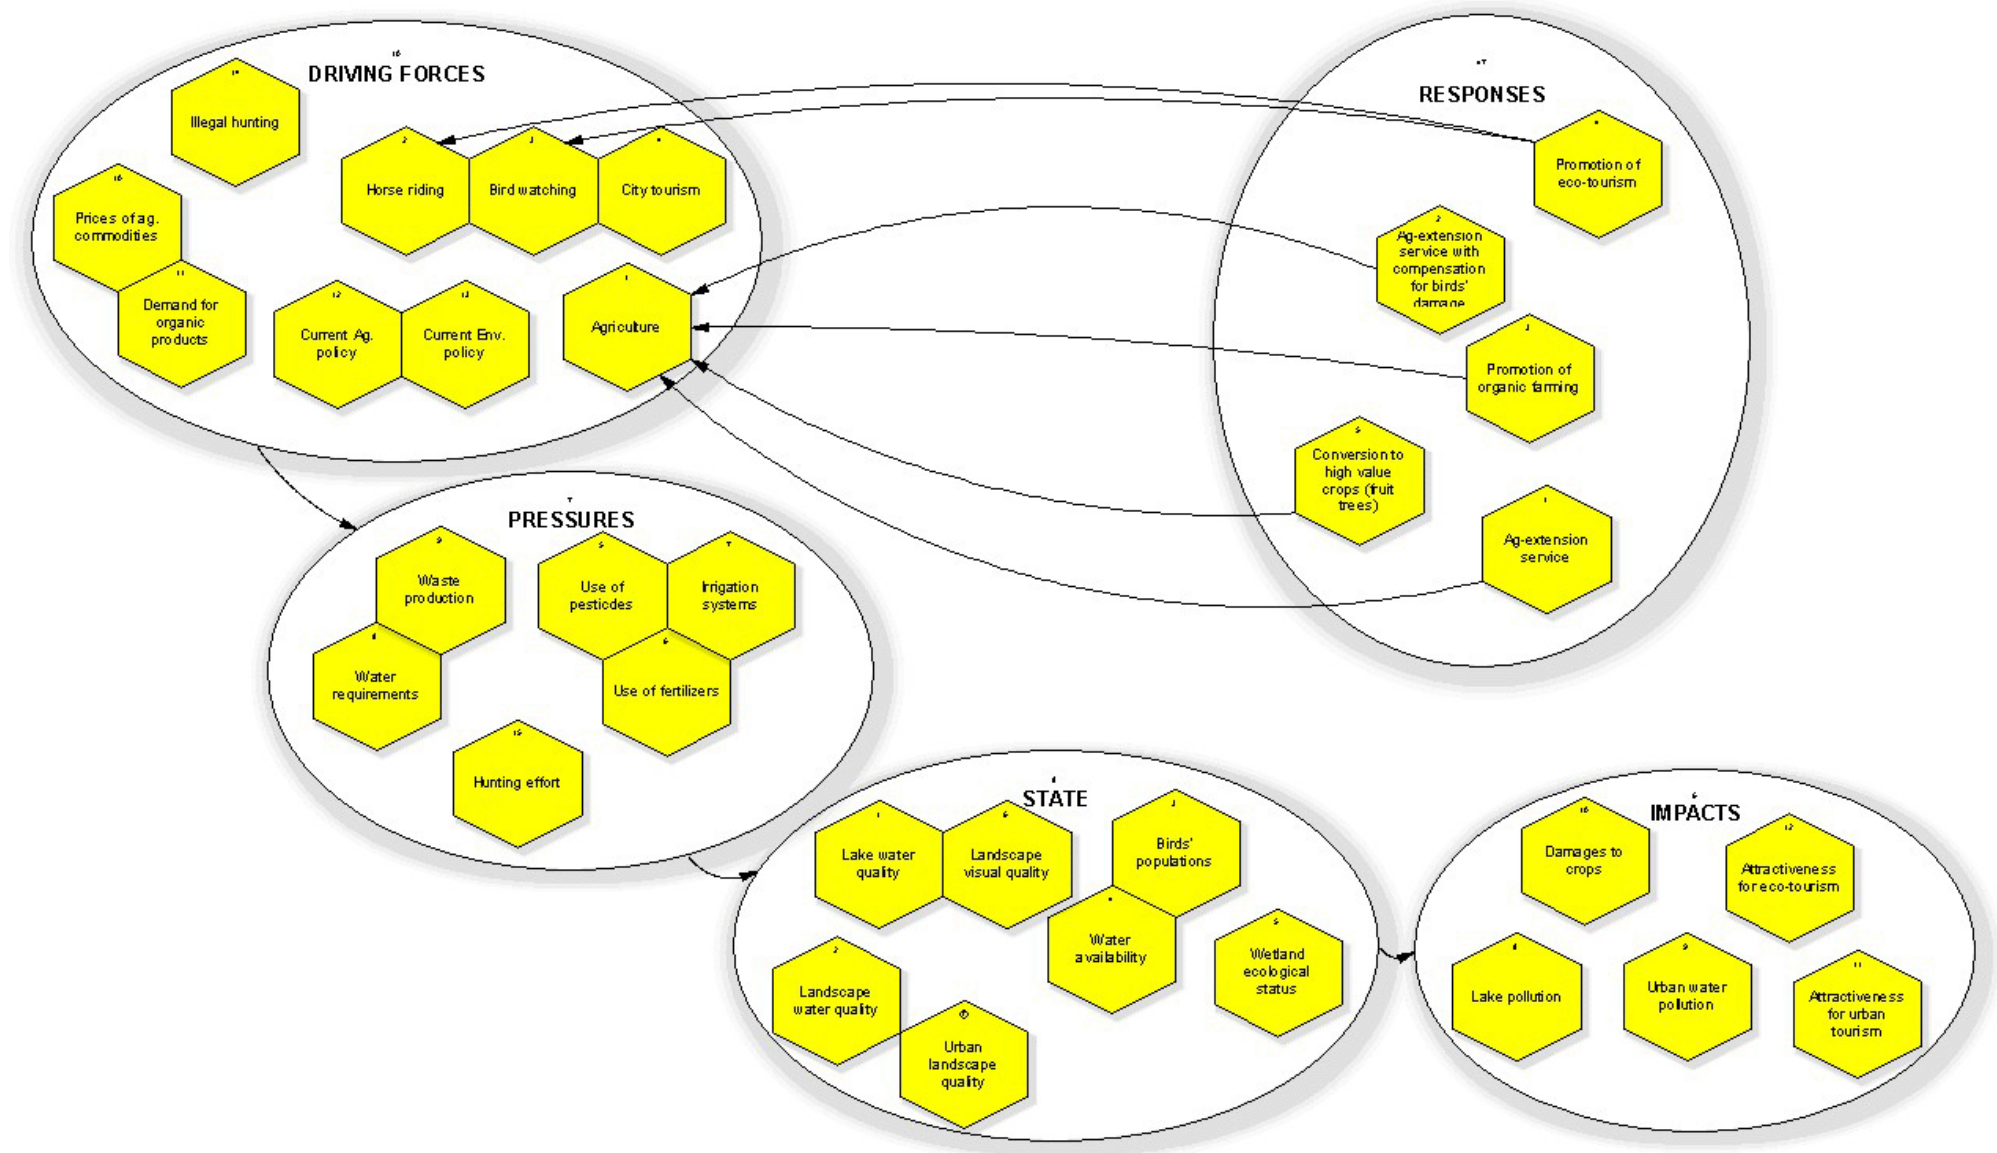 DRIVING FORCES
Illegal hunting
Horse riding
Bird watching
City tourism
Prices of ag.
commodities
Demand for
organic
products
Current Ag.
policy
Current Env.
policy
Agriculture
RESPONSES
Promotion of
eco-tourism
Ag-extension
service with
compensation
for birds'
damage
Promotion of
organic farming
Conversion to
high value
crops (fruit
trees)
Ag-extension
service
PRESSURES
Waste
production
Use of
pesticdes
Irrigation
systems
Water
requirements
Use of fertilizers
Hunting effort
STATE
Lake water
quality
Landscape
visual quality
Birds'
populations
Water
availability
Wetland
ecological
status
Landscape
water quality
Urban
landscape
quality
IMPACTS
Damages to
crops
Attractiveness
for eco-tourism
Lake pollution
Urban water
pollution
Attractiveness
for urban
tourism